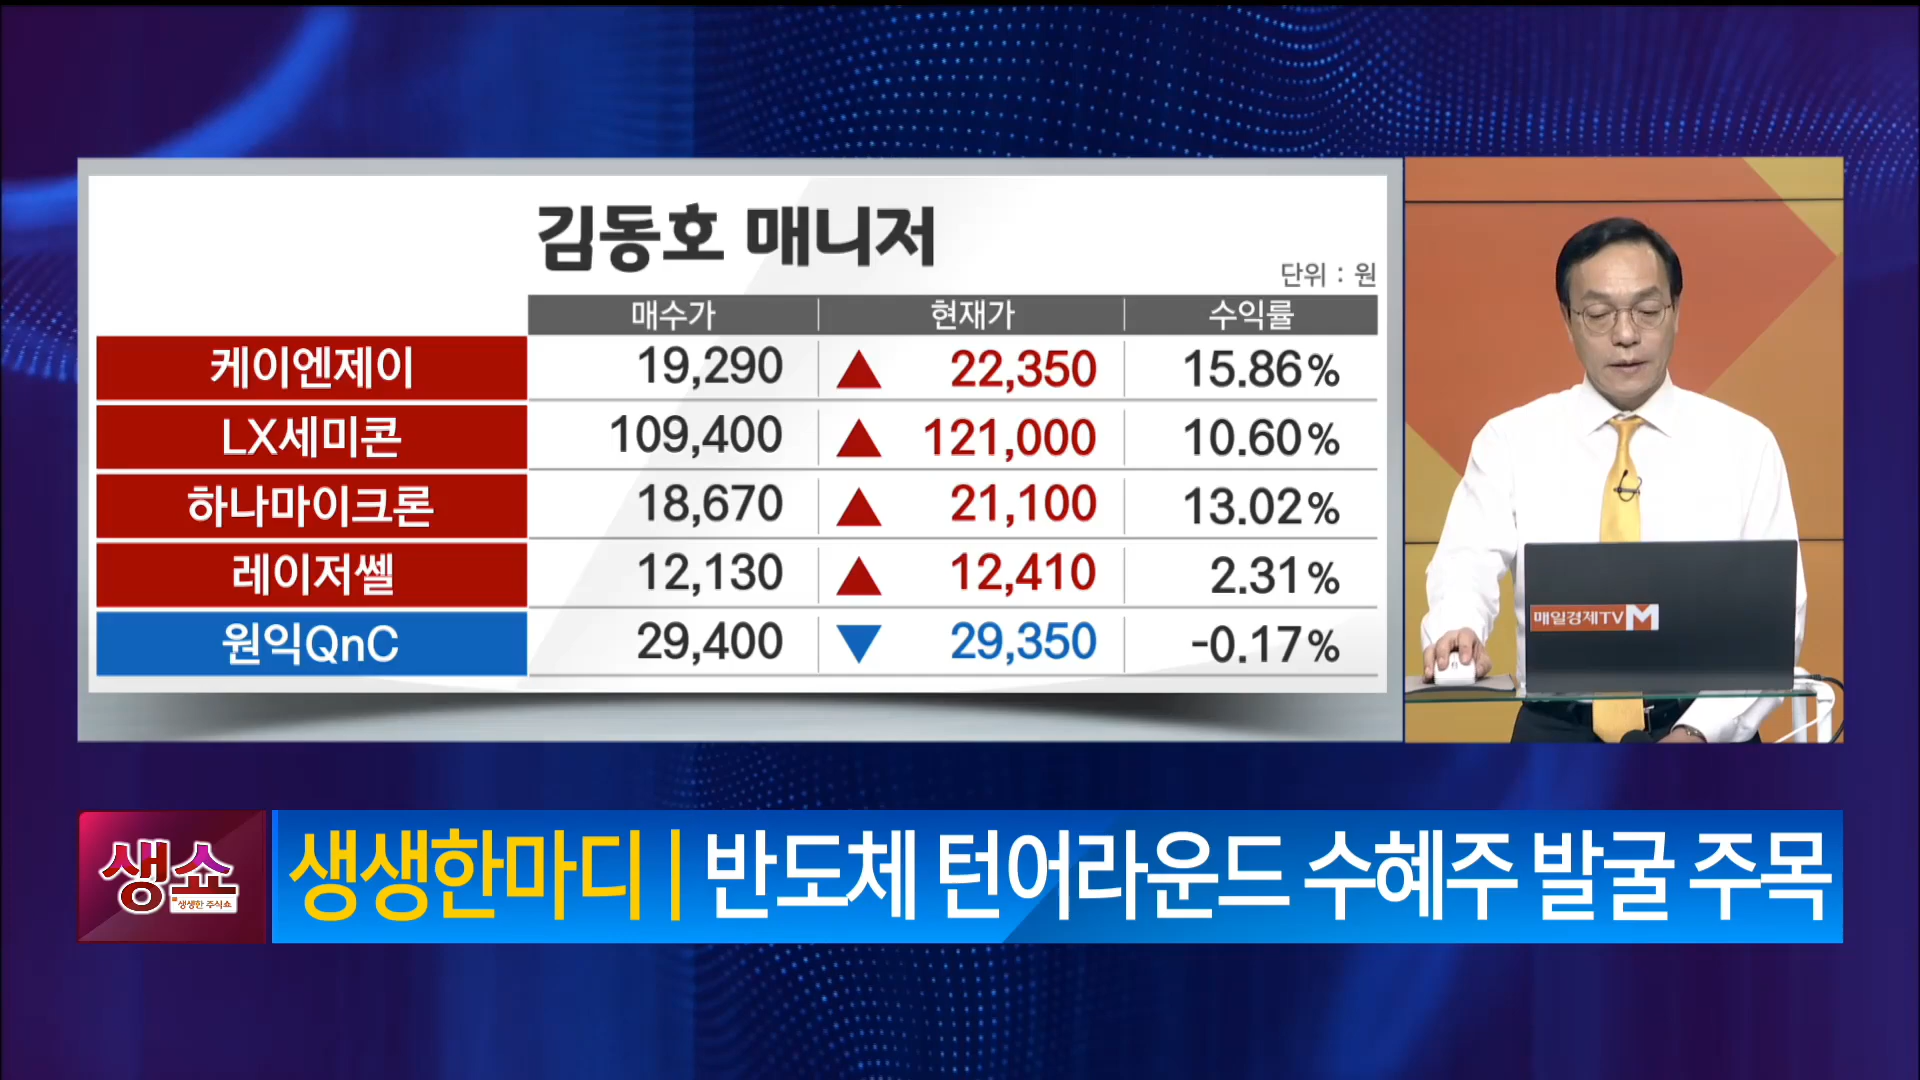 김동호 매니저
단위 : 원
매수가 현재가 수익률
케이엔제이 19,290 ▲ 22,350 15.86%
LX세미콘 109,400 ▲ 121,000 10.60%
하나마이크론 18,670 ▲ 21,100 13.02%
레이저쎌 12,130 ▲ 12,410 2.31%
원익QnC 29,400 ▼ 29,350 -0.17%
매일경제TV M
생쇼
생생한 주식쇼
생생한마디 | 반도체 턴어라운드 수혜주 발굴 주목